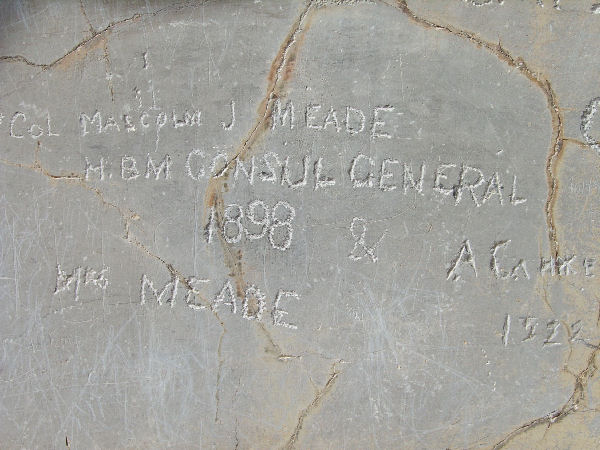 Col MALCOLM J MEADE
H.B.M CONSUL GENERAL
1898 &
Mrs MEADE